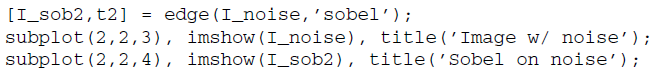 [I_sob2,t2] = edge(I_noise,’sobel’);
subplot(2,2,3), imshow(I_noise), title(’Image w/ noise’);
subplot(2,2,4), imshow(I_sob2), title(’Sobel on noise’);